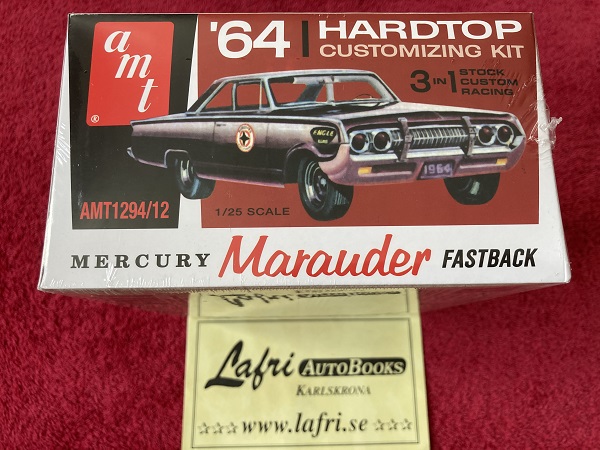 amt
®
'64 HARDTOP
CUSTOMIZING KIT
3 IN 1 STOCK
CUSTOM
RACING
1964
AMT1294/12
1/25 SCALE
MERCURY Marauder FASTBACK
Lafri AUTOBOOKS
KARLSKRONA
www.lafri.se